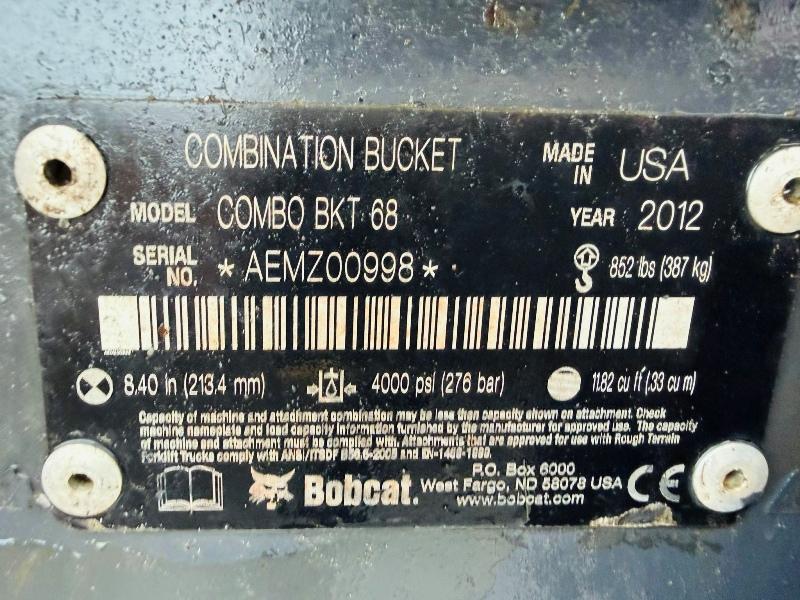 COMBINATION BUCKET MADE IN USA
MODEL COMBO BKT 68 YEAR 2012
SERIAL NO. *AEMZ00998* 852 lbs (387 kg)
8.40 in (213.4 mm) 4000 psi (276 bar) 11.82 cu ft (.33 cu m)
Capacity of machine and attachment combination may be less than capacity shown on attachment. Check
machine nameplate and load capacity information furnished by the manufacturer for approved use. The capacity
of machine and attachment must be complied with. Attachments that are approved for use with Rough Terrain
Forklift Trucks comply with ANSI/ITSDF B56.6-2005 and EN-1459-1999.
Bobcat.
P.O. Box 6000
West Fargo, ND 58078 USA
www.bobcat.com
CE